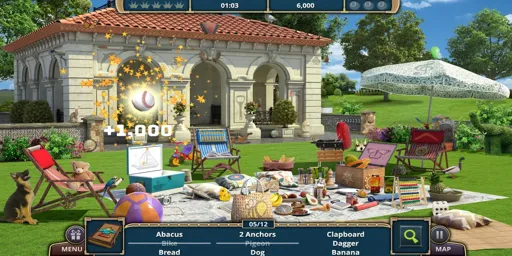 01:03
6,000
+1,000
05/12
Abacus
2 Anchors
Clipboard
Bike
Pigeon
Dagger
Bread
Dog
Banana
MENU
MAP